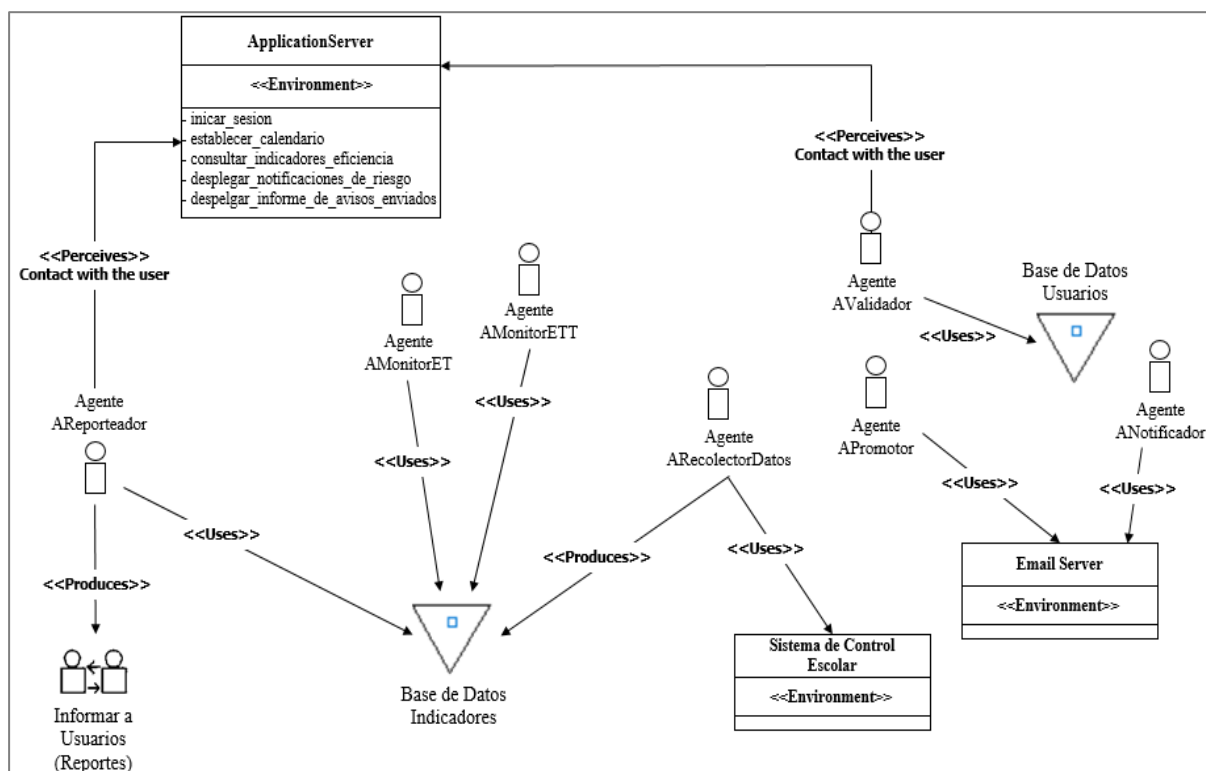 ApplicationServer
<<Environment>>
- inicar_sesion
- establecer_calendario
- consultar_indicadores_eficiencia
- desplegar_notificaciones_de_riesgo
- despelgar_informe_de_avisos_enviados
<<Perceives>>
Contact with the user
<<Perceives>>
Contact with the user
Agente
AValidador
Base de Datos
Usuarios
<<Uses>>
Agente
AMonitorETT
Agente
AMonitorET
<<Uses>>
<<Uses>>
Agente
AReporteador
Agente
ARecolectorDatos
Agente
APromotor
Agente
ANotificador
<<Uses>>
<<Uses>>
<<Uses>>
<<Produces>>
<<Produces>>
<<Uses>>
Email Server
<<Environment>>
Sistema de Control
Escolar
<<Environment>>
Base de Datos
Indicadores
Informar a
Usuarios
(Reportes)